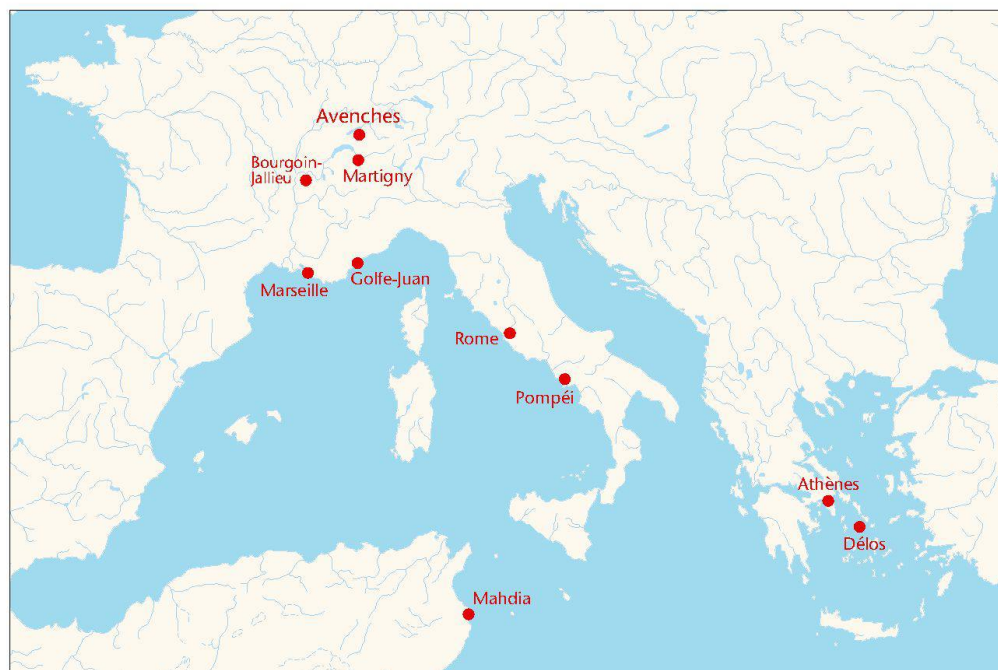 Avenches
Bourgoin-
Jallieu
Martigny
Golfe-Juan
Marseille
Rome
Pompéi
Athènes
Délos
Mahdia